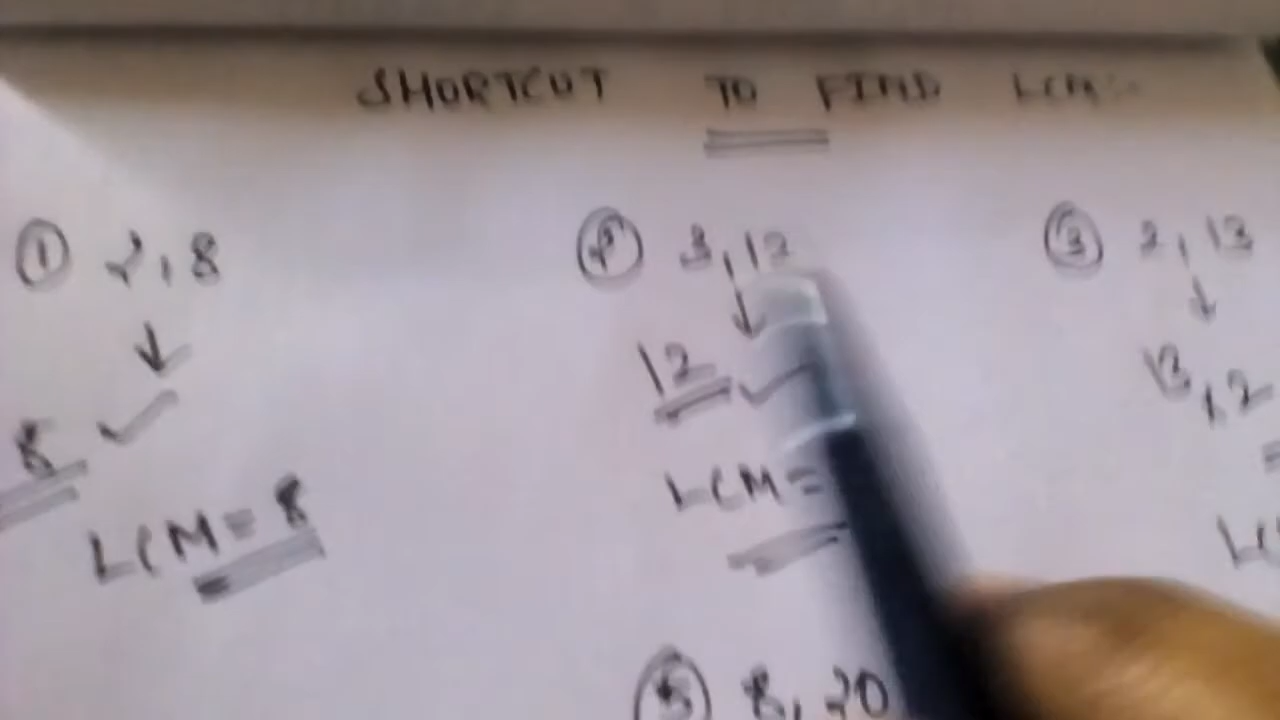 SHORTCUT TO FIND LCM:-
① 2, 8
8 ✓
LCM = 8
② 3, 12
↓
12 ✓
LCM =
③ 2, 13
↓
13, 2
⑤ 8, 20